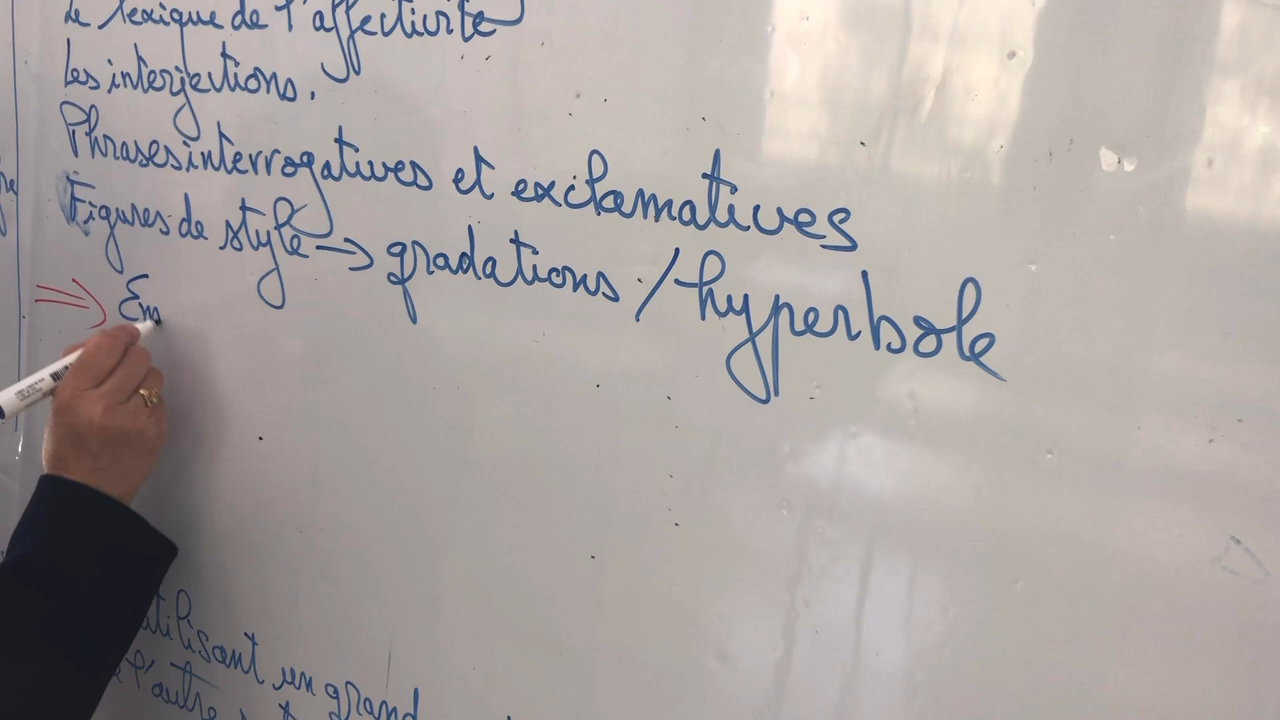 le lexique de l'affectivité
les interjections.
Phrases interrogatives et exclamatives
Figures de style → gradations / hyperbole
⇒ Em
utilisant un grand
l'autre